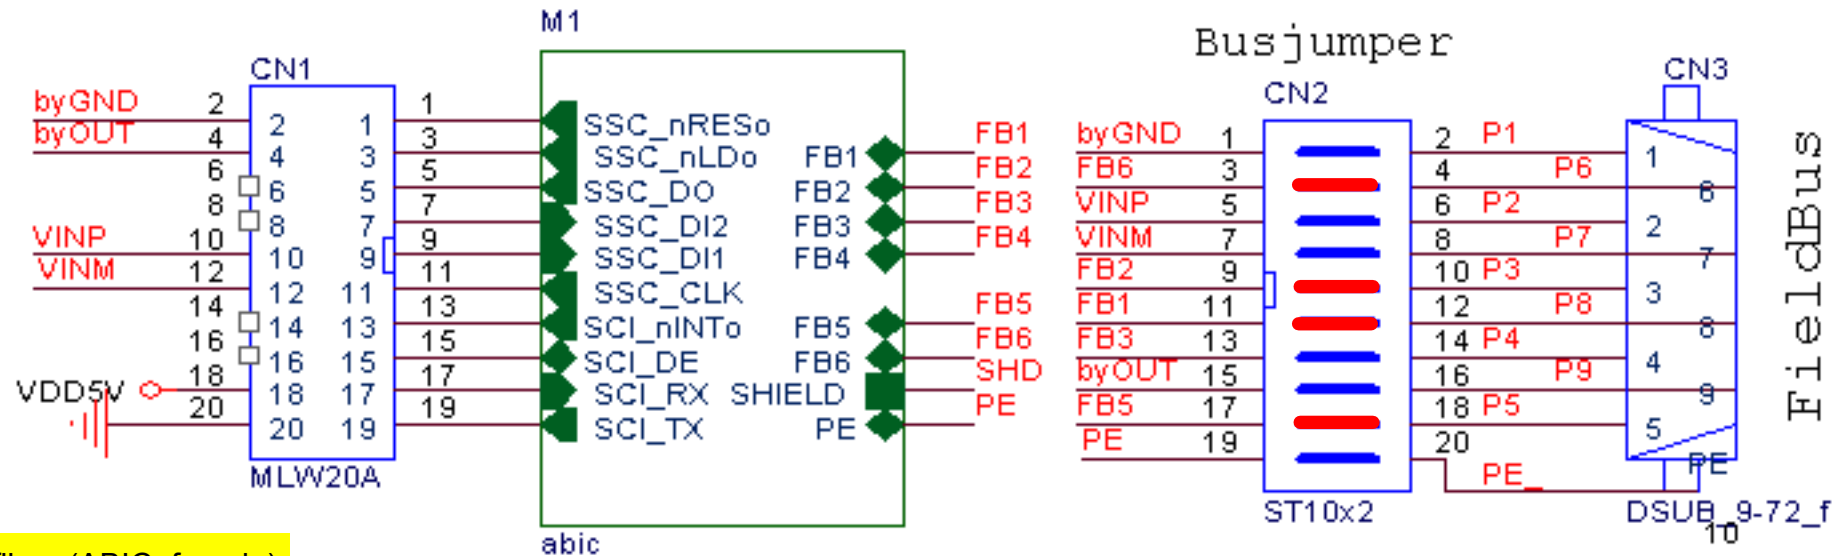 M1
Busjumper
CN1
CN2
CN3
byGND 2 2 1 1 SSC_nRESo
byOUT 4 4 3 3 SSC_nLDo FB1 FB1
6 6 5 5 SSC_DO FB2 FB2
8 8 7 7 SSC_DI2 FB3 FB3
VINP 10 10 9 9 SSC_DI1 FB4 FB4
VINM 12 12 11 11 SSC_CLK
14 14 13 13 SCI_nINTo FB5 FB5
16 16 15 15 SCI_DE FB6 FB6
VDD5V 18 18 17 17 SCI_RX SHIELD SHD
20 20 19 19 SCI_TX PE PE
MLW20A
abic
byGND 1 2 P1 1
FB6 3 4 P6 6
VINP 5 6 P2 2
VINM 7 8 P7 7
FB2 9 10 P3 3
FB1 11 12 P8 8
FB3 13 14 P4 4
byOUT 15 16 P9 9
FB5 17 18 P5 5
PE 19 20 PE_ PE
ST10x2
DSUB_9-72_f
10
FieldBus